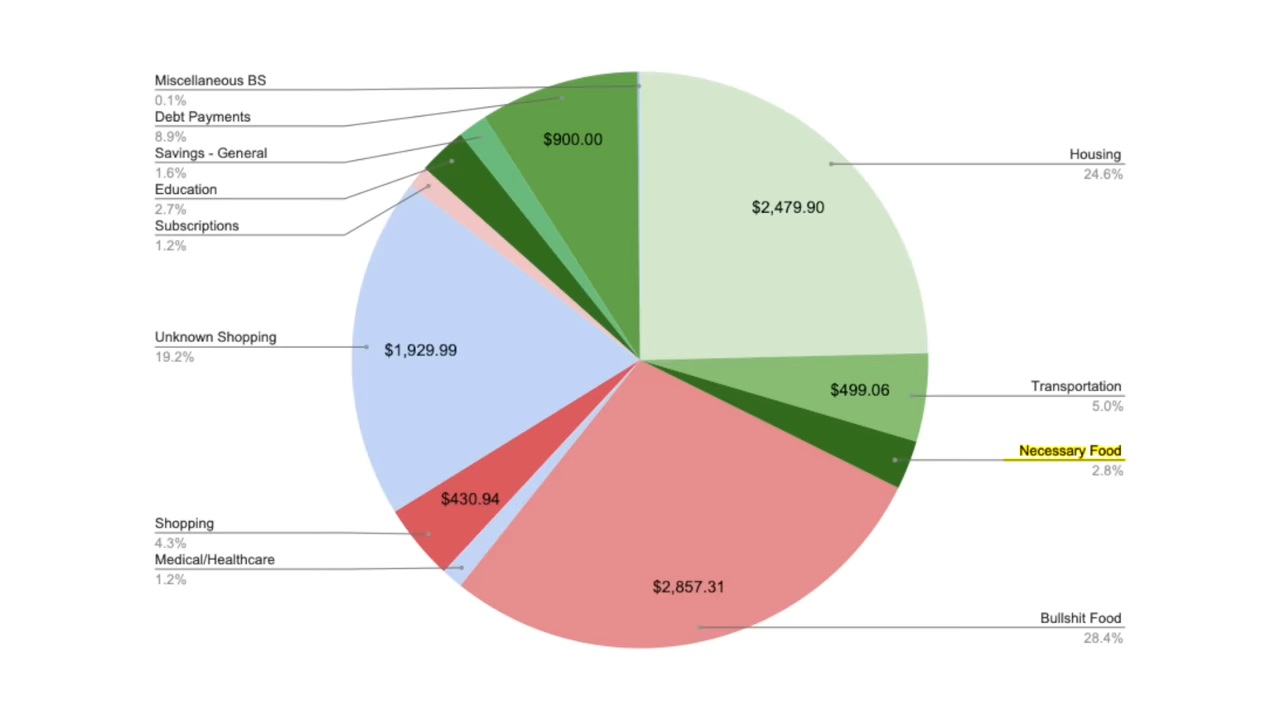 Miscellaneous BS
0.1%
Debt Payments
8.9%
Savings - General
1.6%
Education
2.7%
Subscriptions
1.2%
Unknown Shopping
19.2%
Shopping
4.3%
Medical/Healthcare
1.2%
$900.00
$2,479.90
$1,929.99
$499.06
$430.94
$2,857.31
Housing
24.6%
Transportation
5.0%
Necessary Food
2.8%
Bullshit Food
28.4%